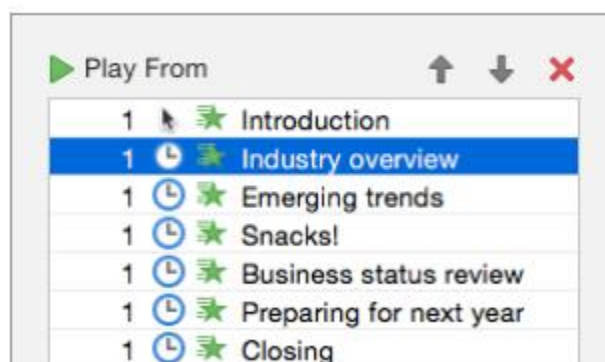 Play From
1 Introduction
1 Industry overview
1 Emerging trends
1 Snacks!
1 Business status review
1 Preparing for next year
1 Closing